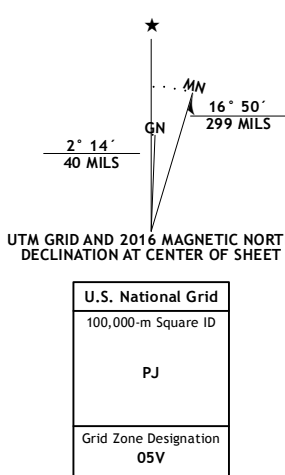 MN
GN
16° 50´
299 MILS
2° 14´
40 MILS
UTM GRID AND 2016 MAGNETIC NORT
DECLINATION AT CENTER OF SHEET
U.S. National Grid
100,000-m Square ID
PJ
Grid Zone Designation
05V